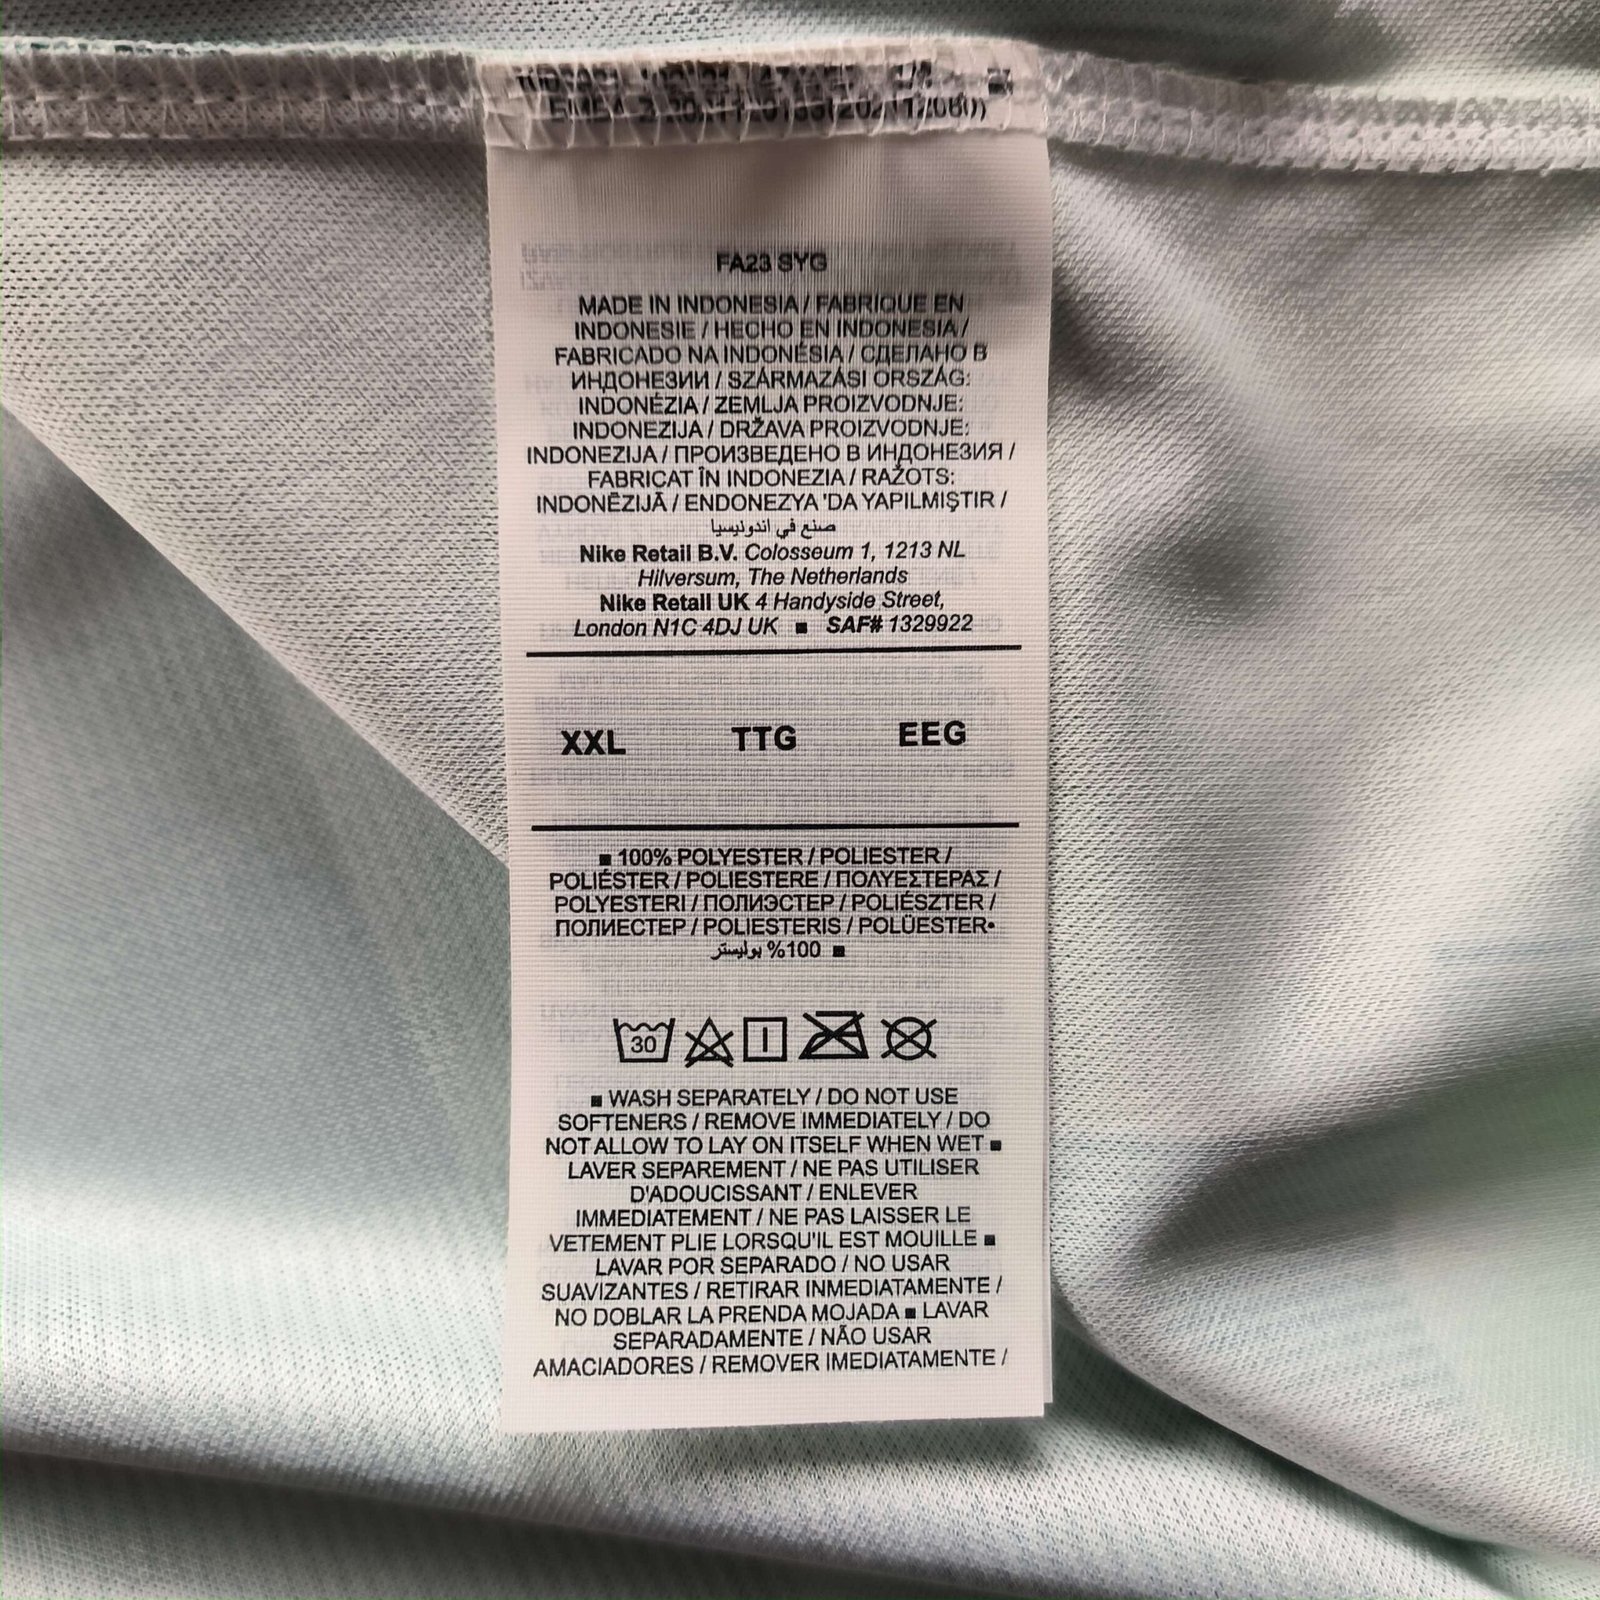 FA23 SYG
MADE IN INDONESIA / FABRIQUE EN
INDONESIE / HECHO EN INDONESIA /
FABRICADO NA INDONÉSIA / СДЕЛАНО В
ИНДОНЕЗИИ / SZÁRMAZÁSI ORSZÁG:
INDONÉZIA / ZEMLJA PROIZVODNJE:
INDONEZIJA / DRŽAVA PROIZVODNJE:
INDONEZIJA / ПРОИЗВЕДЕНО В ИНДОНЕЗИЯ /
FABRICAT ÎN INDONEZIA / RAŽOTS:
INDONĒZIJĀ / ENDONEZYA 'DA YAPILMIŞTIR /
صنع في اندونيسيا
Nike Retail B.V. Colosseum 1, 1213 NL
Hilversum, The Netherlands
Nike Retail UK 4 Handyside Street,
London N1C 4DJ UK ■ SAF# 1329922
XXL TTG EEG
■ 100% POLYESTER / POLIESTER /
POLIÉSTER / POLIESTERE / ΠΟΛΥΕΣΤΕΡΑΣ /
POLYESTERI / ПОЛИЭСТЕР / POLIÉSZTER /
ПОЛИЕСТЕР / POLIESTERIS / POLÜESTER•
100% بوليستر ■
30
■ WASH SEPARATELY / DO NOT USE
SOFTENERS / REMOVE IMMEDIATELY / DO
NOT ALLOW TO LAY ON ITSELF WHEN WET ■
LAVER SEPAREMENT / NE PAS UTILISER
D'ADOUCISSANT / ENLEVER
IMMEDIATEMENT / NE PAS LAISSER LE
VETEMENT PLIE LORSQU'IL EST MOUILLE ■
LAVAR POR SEPARADO / NO USAR
SUAVIZANTES / RETIRAR INMEDIATAMENTE /
NO DOBLAR LA PRENDA MOJADA ■ LAVAR
SEPARADAMENTE / NÃO USAR
AMACIADORES / REMOVER IMEDIATAMENTE /